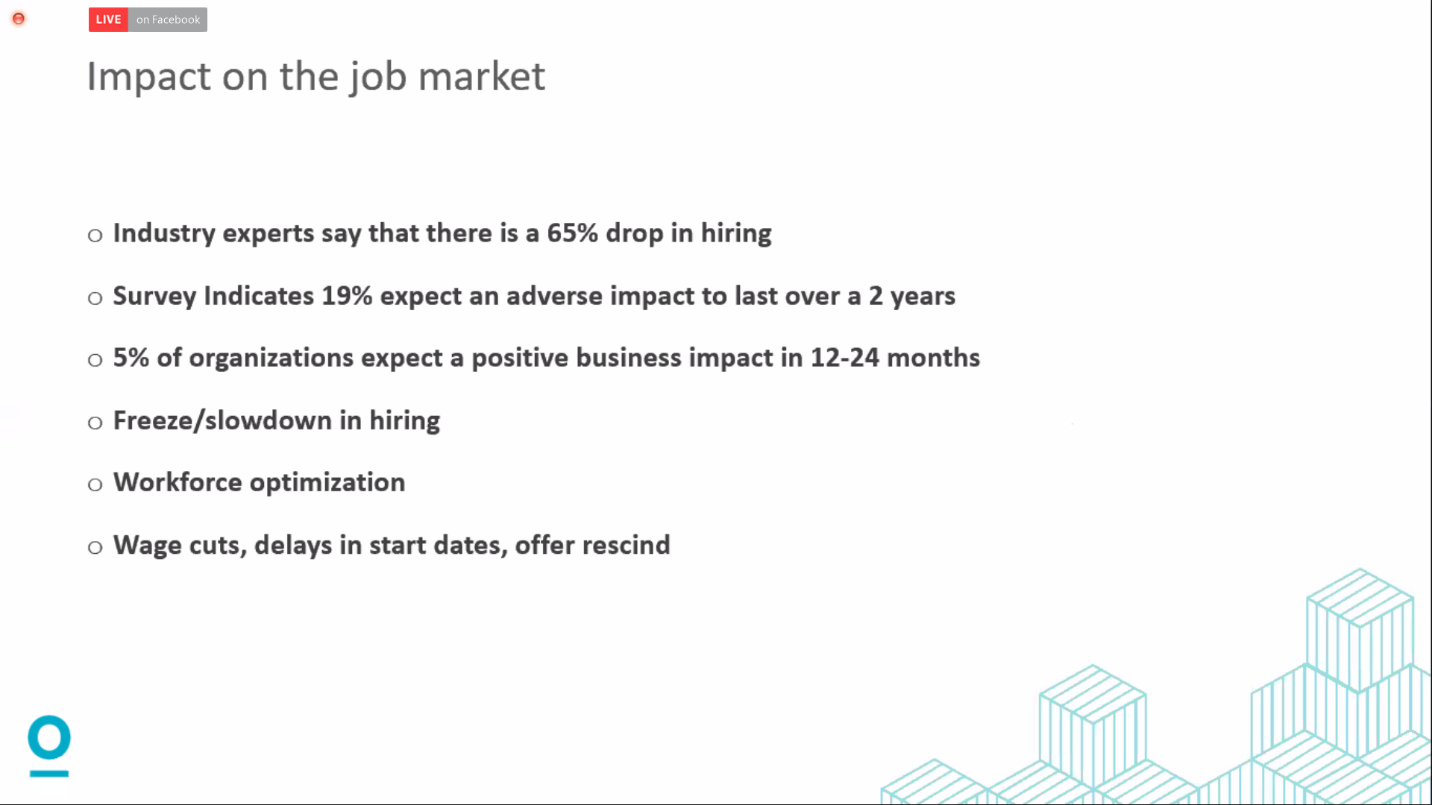 LIVE on Facebook
Impact on the job market
o Industry experts say that there is a 65% drop in hiring
o Survey Indicates 19% expect an adverse impact to last over a 2 years
o 5% of organizations expect a positive business impact in 12-24 months
o Freeze/slowdown in hiring
o Workforce optimization
o Wage cuts, delays in start dates, offer rescind